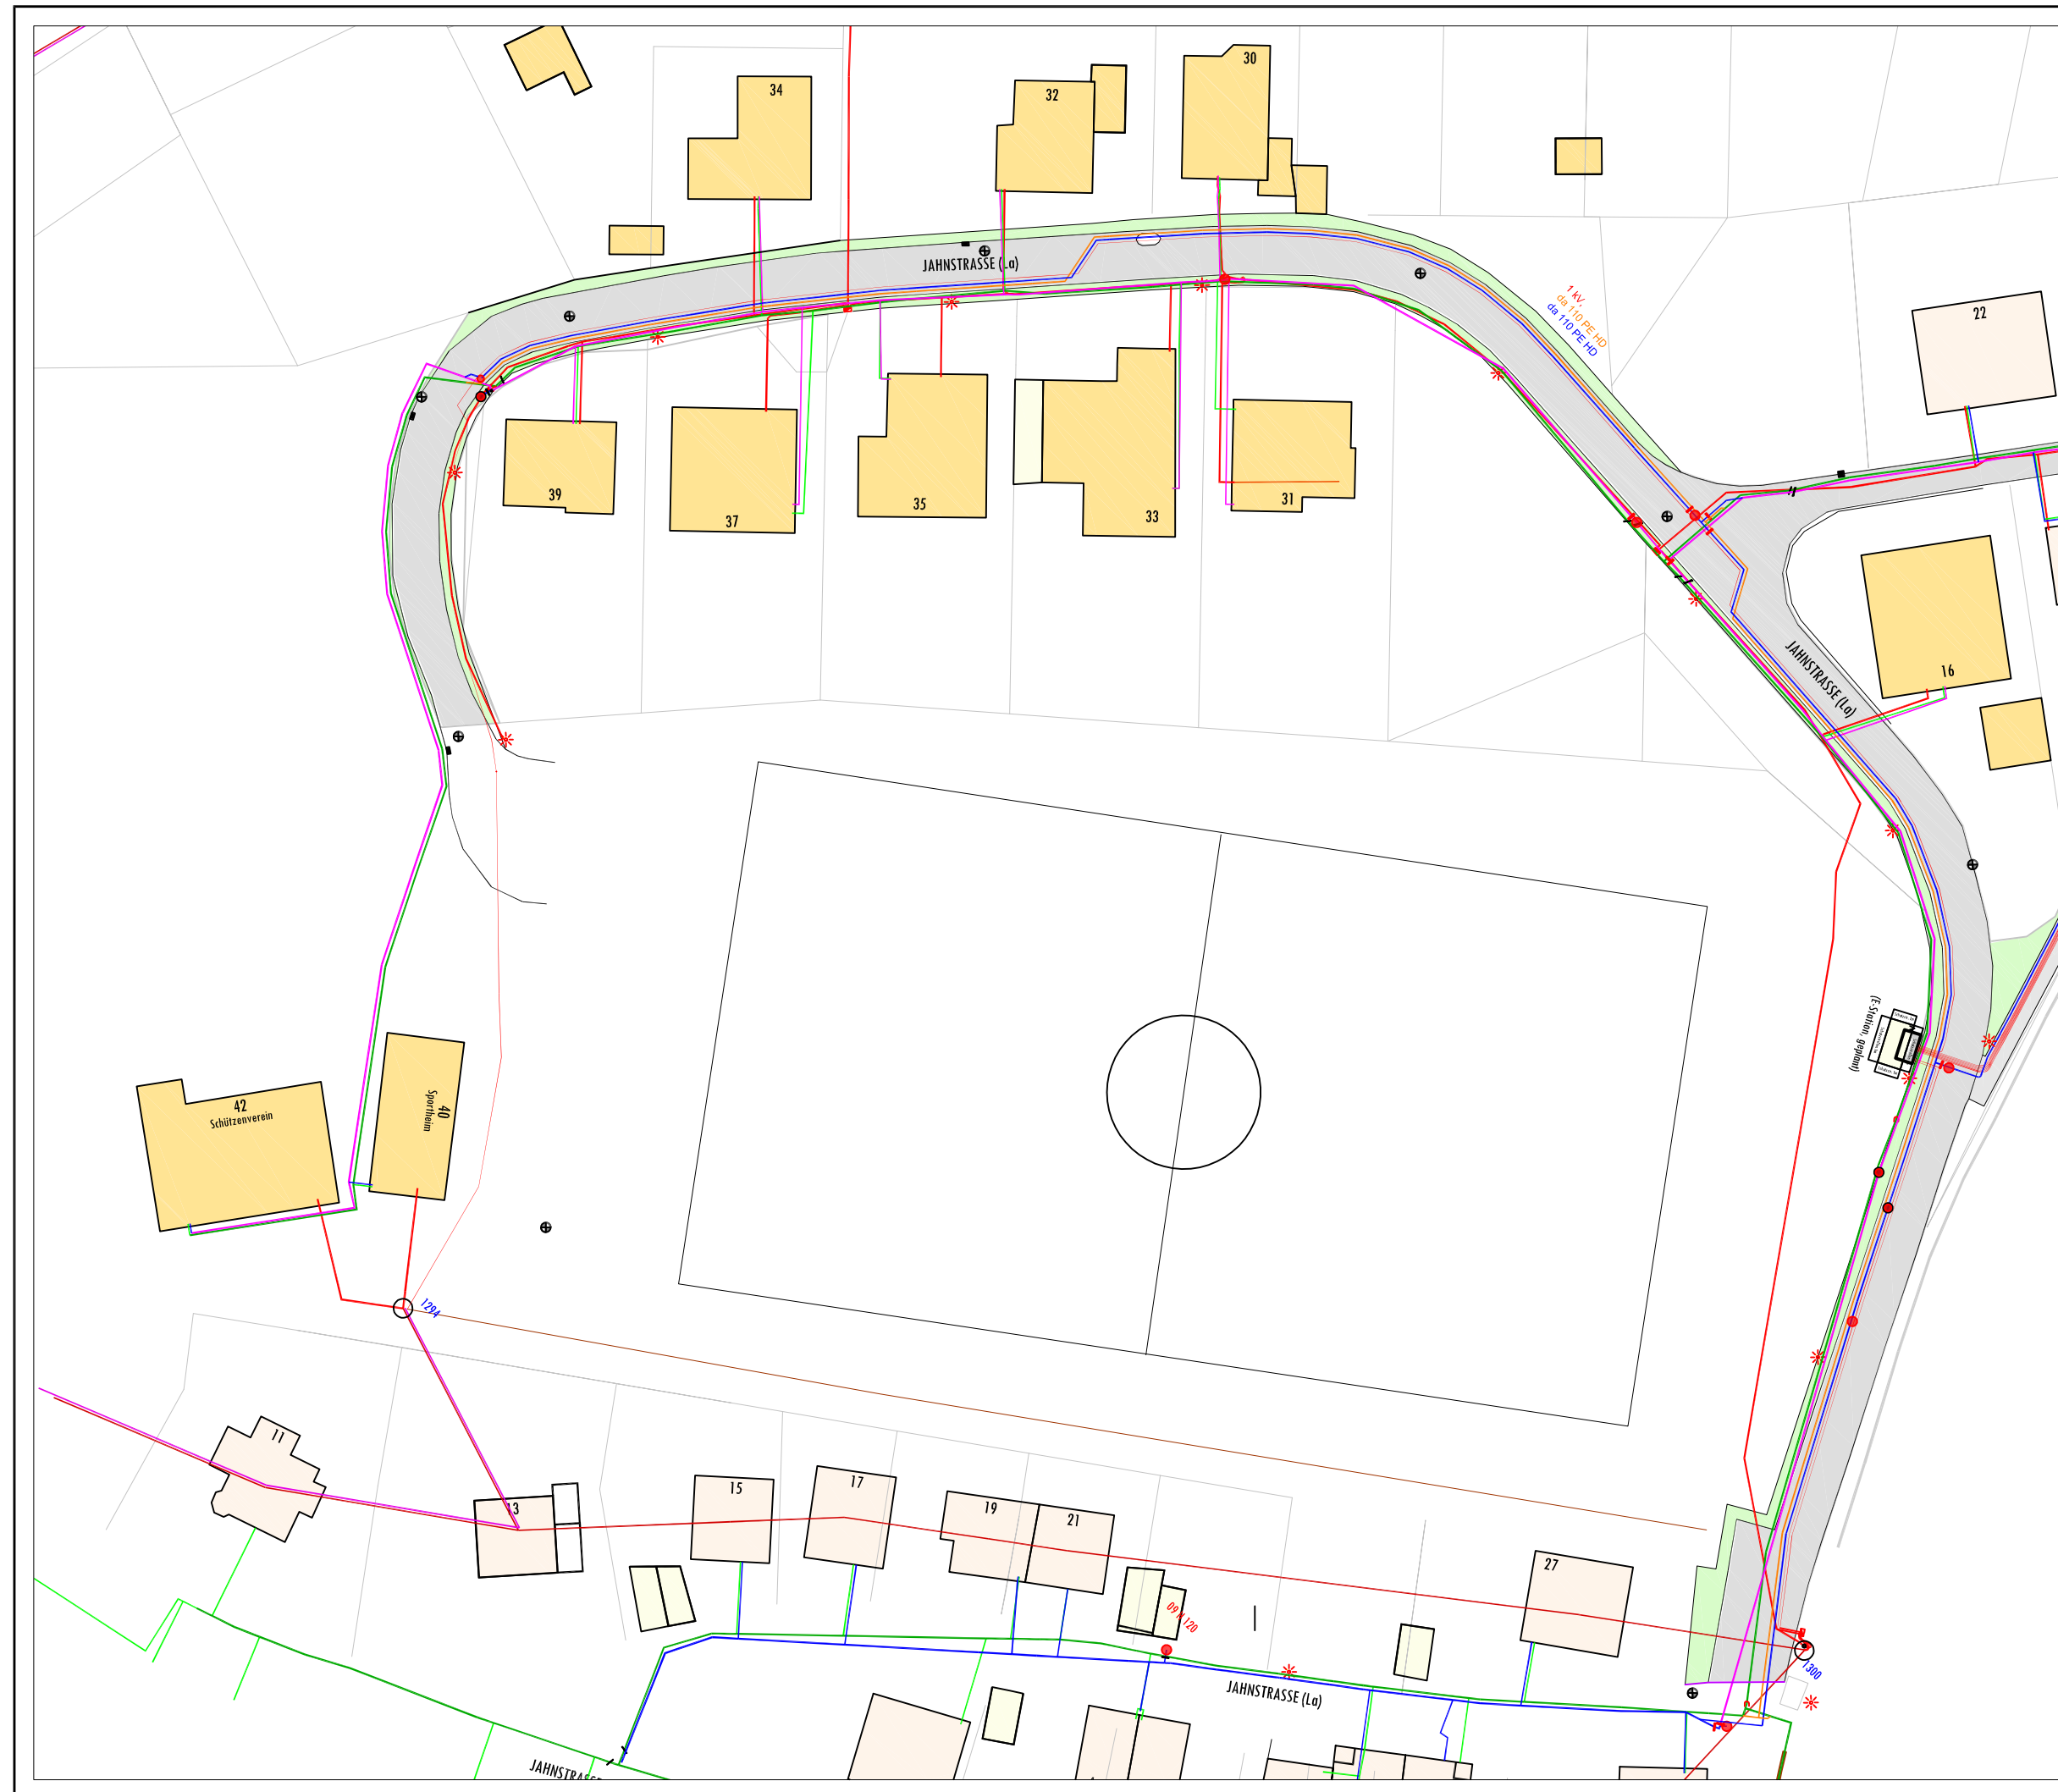 34
32
30
JAHNSTRASSE (La)
1 kV,
da 110 PE HD
da 110 PE HD
22
39
37
35
33
31
16
JAHNSTRASSE (La)
(E-Station, geplant)
42
Schützenverein
40
Sportheim
1294
11
13
15
17
19
21
27
1300
JAHNSTRASSE (La)
JAHNSTRASSE